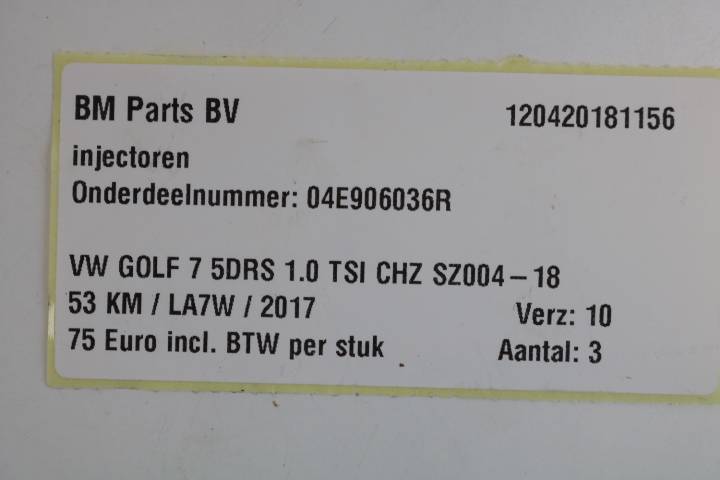 BM Parts BV 120420181156
injectoren
Onderdeelnummer: 04E906036R
VW GOLF 7 5DRS 1.0 TSI CHZ SZ004-18
53 KM / LA7W / 2017 Verz: 10
75 Euro incl. BTW per stuk Aantal: 3